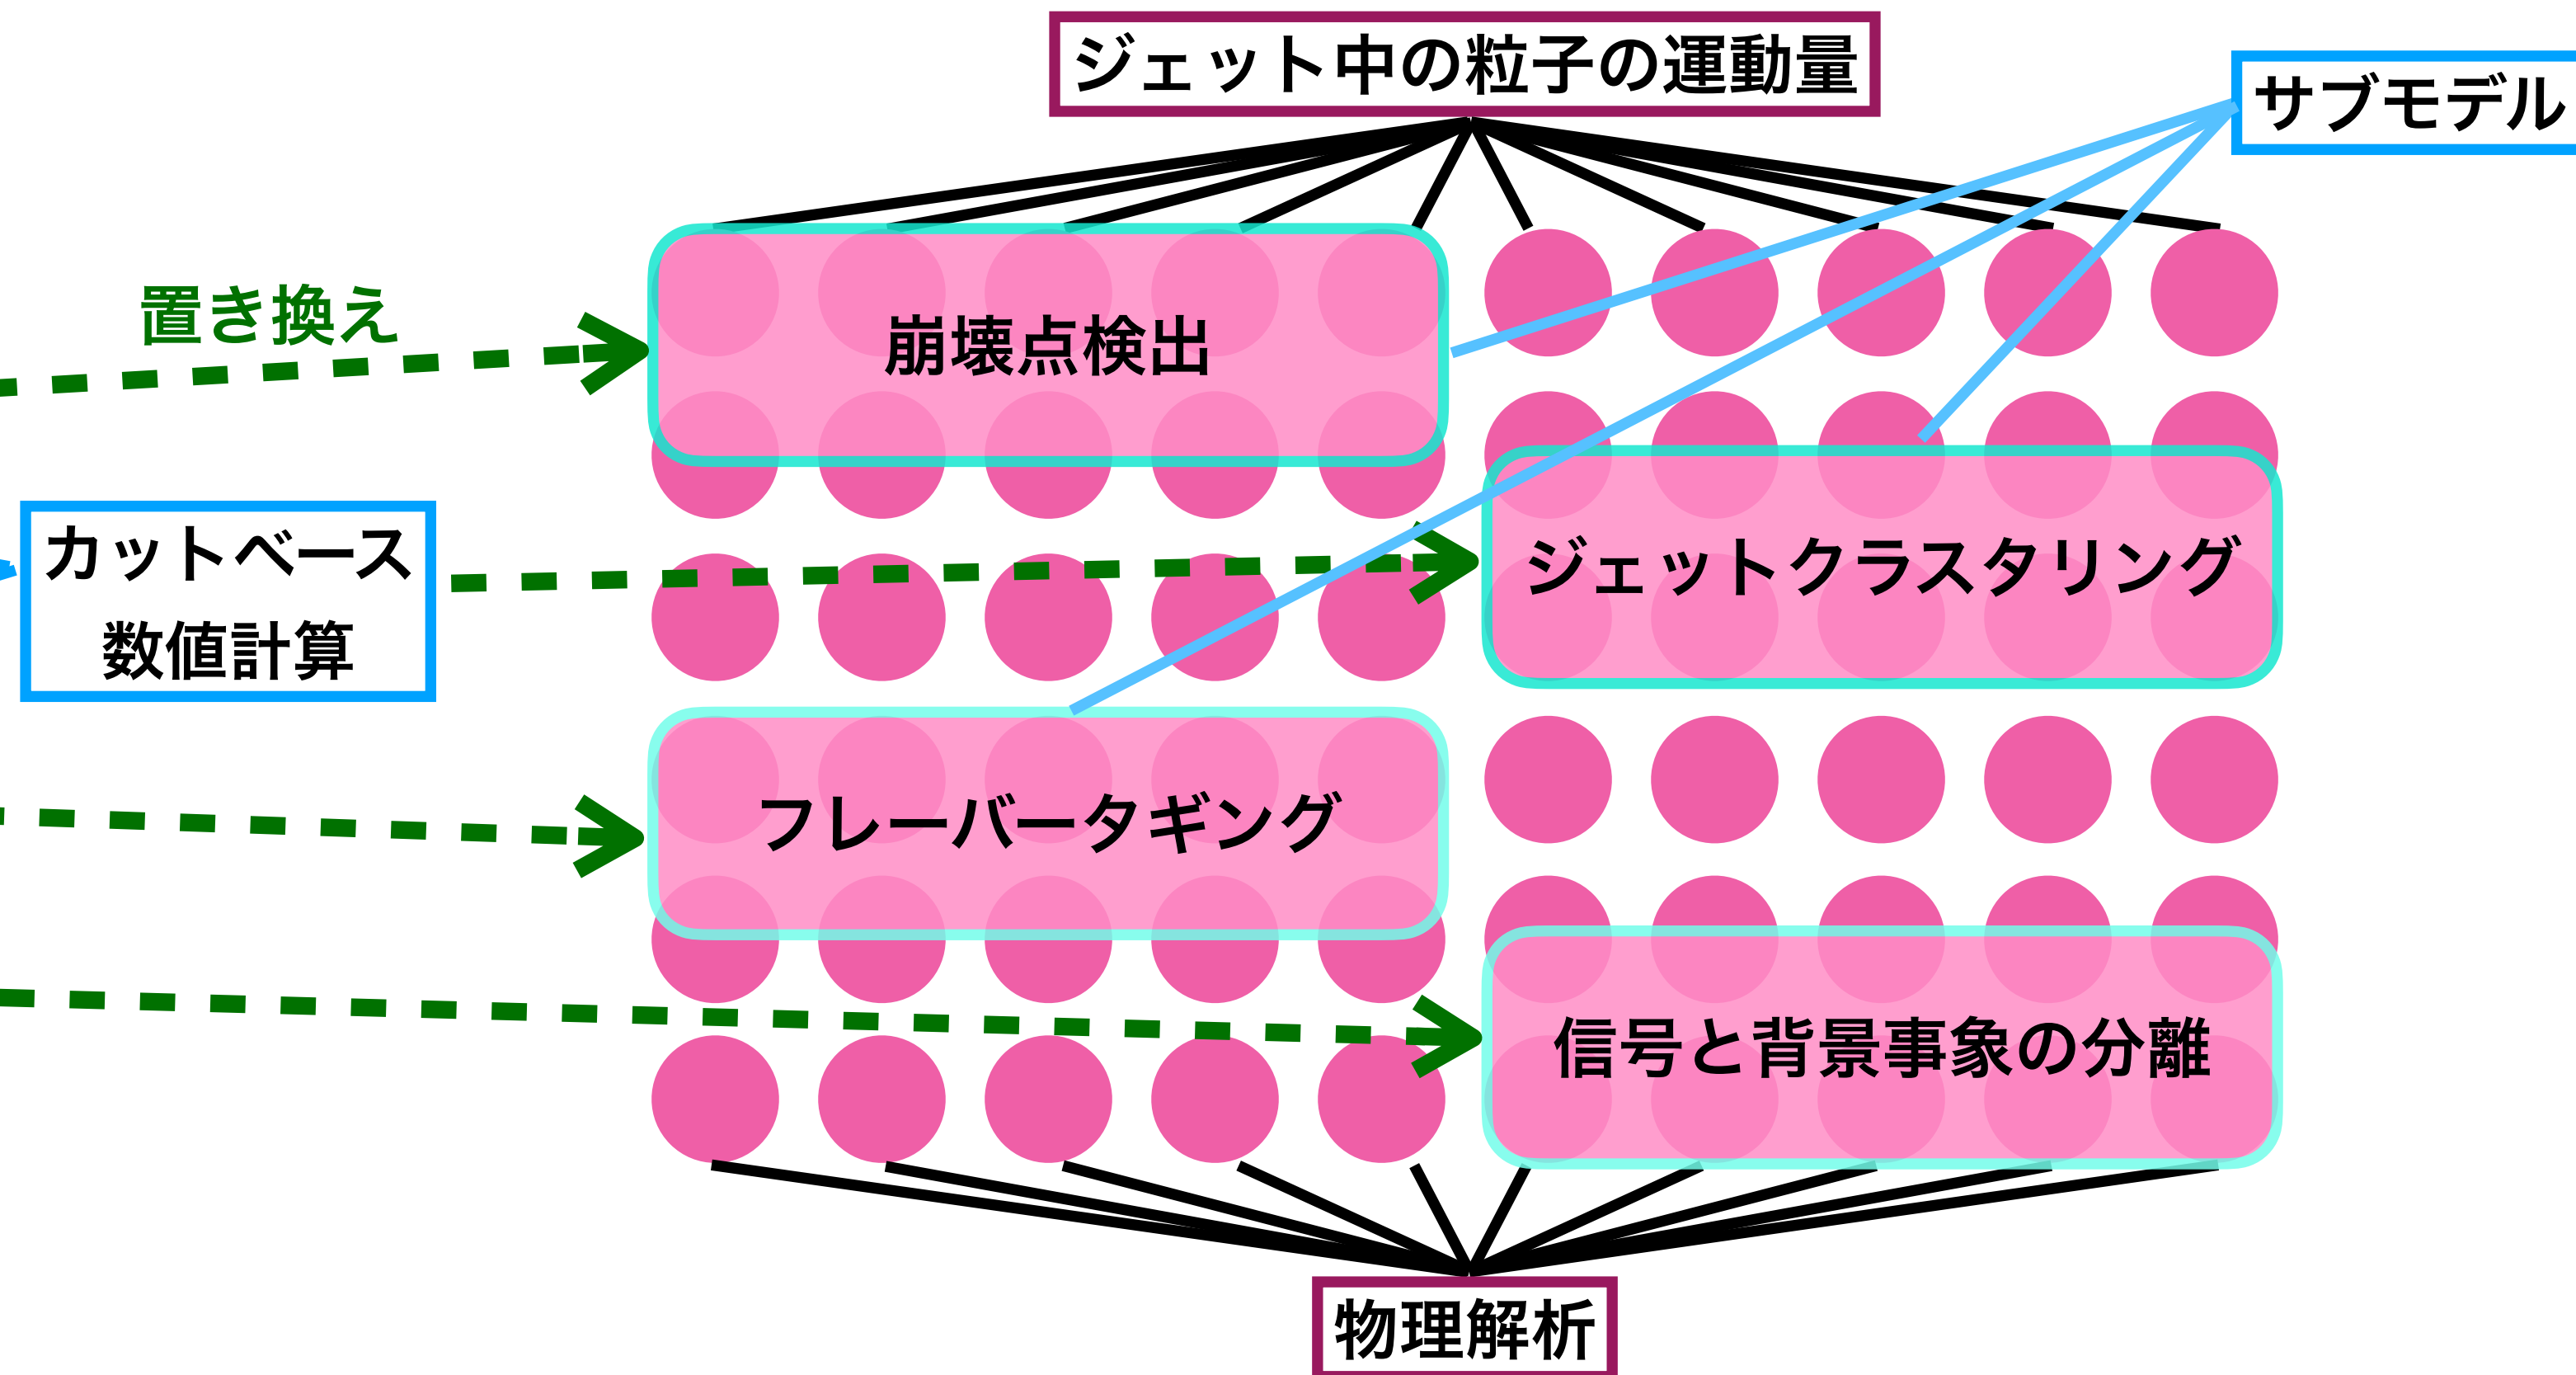 ジェット中の粒子の運動量
サブモデル
置き換え
崩壊点検出
カットベース
数値計算
ジェットクラスタリング
フレーバータギング
信号と背景事象の分離
物理解析